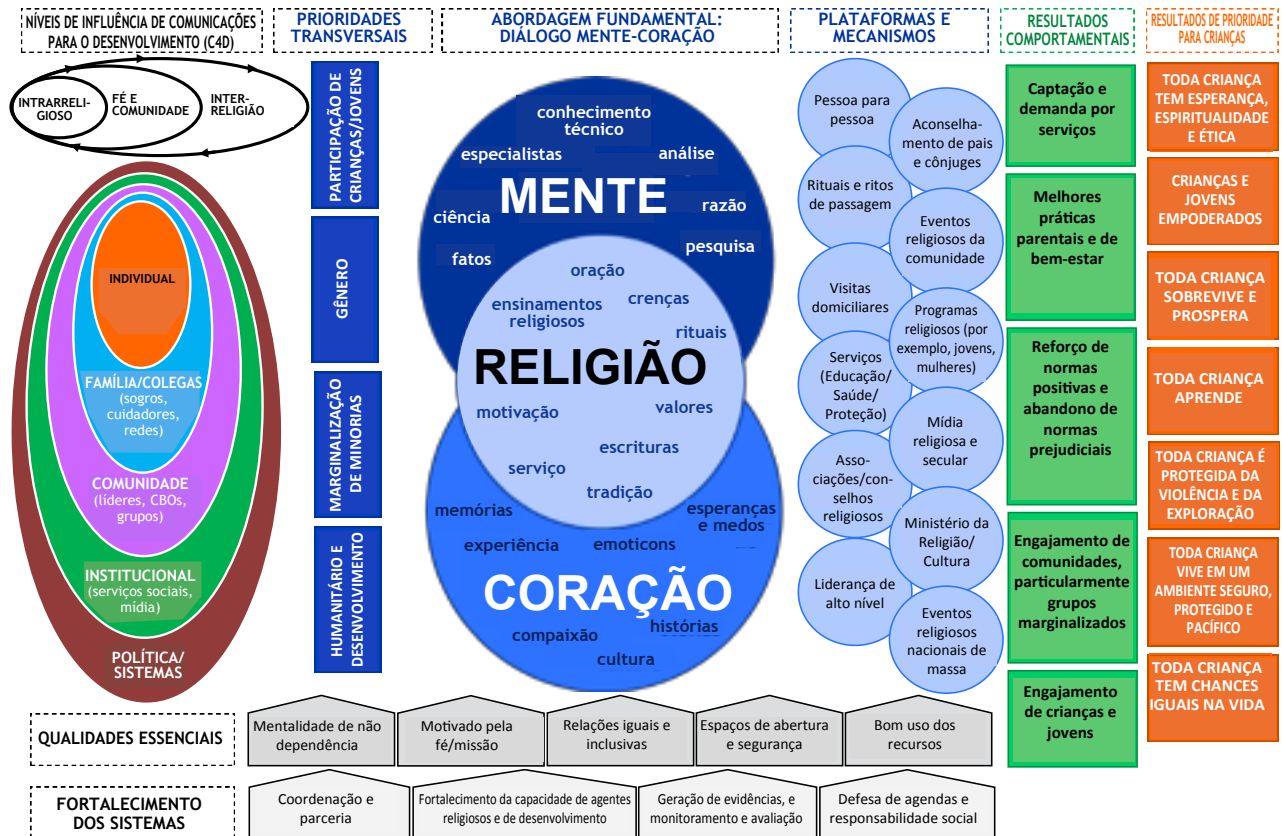 NÍVEIS DE INFLUÊNCIA DE COMUNICAÇÕES
PARA O DESENVOLVIMENTO (C4D)
INTRARRELI-
GIOSO
FÉ E
COMUNIDADE
INTER-
RELIGIÃO
INDIVIDUAL
FAMÍLIA/COLEGAS
(sogros,
cuidadores,
redes)
COMUNIDADE
(líderes, CBOs,
grupos)
INSTITUCIONAL
(serviços sociais,
mídia)
POLÍTICA/
SISTEMAS
PRIORIDADES
TRANSVERSAIS
PARTICIPAÇÃO DE
CRIANÇAS/JOVENS
GÊNERO
MARGINALIZAÇÃO
DE MINORIAS
HUMANITÁRIO E
DESENVOLVIMENTO
ABORDAGEM FUNDAMENTAL:
DIÁLOGO MENTE-CORAÇÃO
conhecimento
técnico
especialistas
análise
MENTE
razão
ciência
pesquisa
fatos
oração
crenças
ensinamentos
religiosos
rituais
RELIGIÃO
motivação
valores
escrituras
serviço
tradição
memórias
esperanças
e medos
experiência
emoticons
CORAÇÃO
histórias
compaixão
cultura
PLATAFORMAS E
MECANISMOS
Pessoa para
pessoa
Aconselha-
mento de pais
e cônjuges
Rituais e ritos
de passagem
Eventos
religiosos da
comunidade
Visitas
domiciliares
Programas
religiosos (por
exemplo, jovens,
mulheres)
Serviços
(Educação/
Saúde/
Proteção)
Mídia
religiosa e
secular
Asso-
ciações/con-
selhos
religiosos
Ministério da
Religião/
Cultura
Liderança de
alto nível
Eventos
religiosos
nacionais de
massa
RESULTADOS
COMPORTAMENTAIS
Captação e
demanda por
serviços
Melhores
práticas
parentais e de
bem-estar
Reforço de
normas
positivas e
abandono de
normas
prejudiciais
Engajamento de
comunidades,
particularmente
grupos
marginalizados
Engajamento
de crianças e
jovens
RESULTADOS DE PRIORIDADE
PARA CRIANÇAS
TODA CRIANÇA
TEM ESPERANÇA,
ESPIRITUALIDADE
E ÉTICA
CRIANÇAS E
JOVENS
EMPODERADOS
TODA CRIANÇA
SOBREVIVE E
PROSPERA
TODA CRIANÇA
APRENDE
TODA CRIANÇA É
PROTEGIDA DA
VIOLÊNCIA E DA
EXPLORAÇÃO
TODA CRIANÇA
VIVE EM UM
AMBIENTE SEGURO,
PROTEGIDO E
PACÍFICO
TODA CRIANÇA
TEM CHANCES
IGUAIS NA VIDA
QUALIDADES ESSENCIAIS
Mentalidade de não
dependência
Motivado pela
fé/missão
Relações iguais e
inclusivas
Espaços de abertura
e segurança
Bom uso dos
recursos
FORTALECIMENTO
DOS SISTEMAS
Coordenação e
parceria
Fortalecimento da capacidade de agentes
religiosos e de desenvolvimento
Geração de evidências, e
monitoramento e avaliação
Defesa de agendas e
responsabilidade social